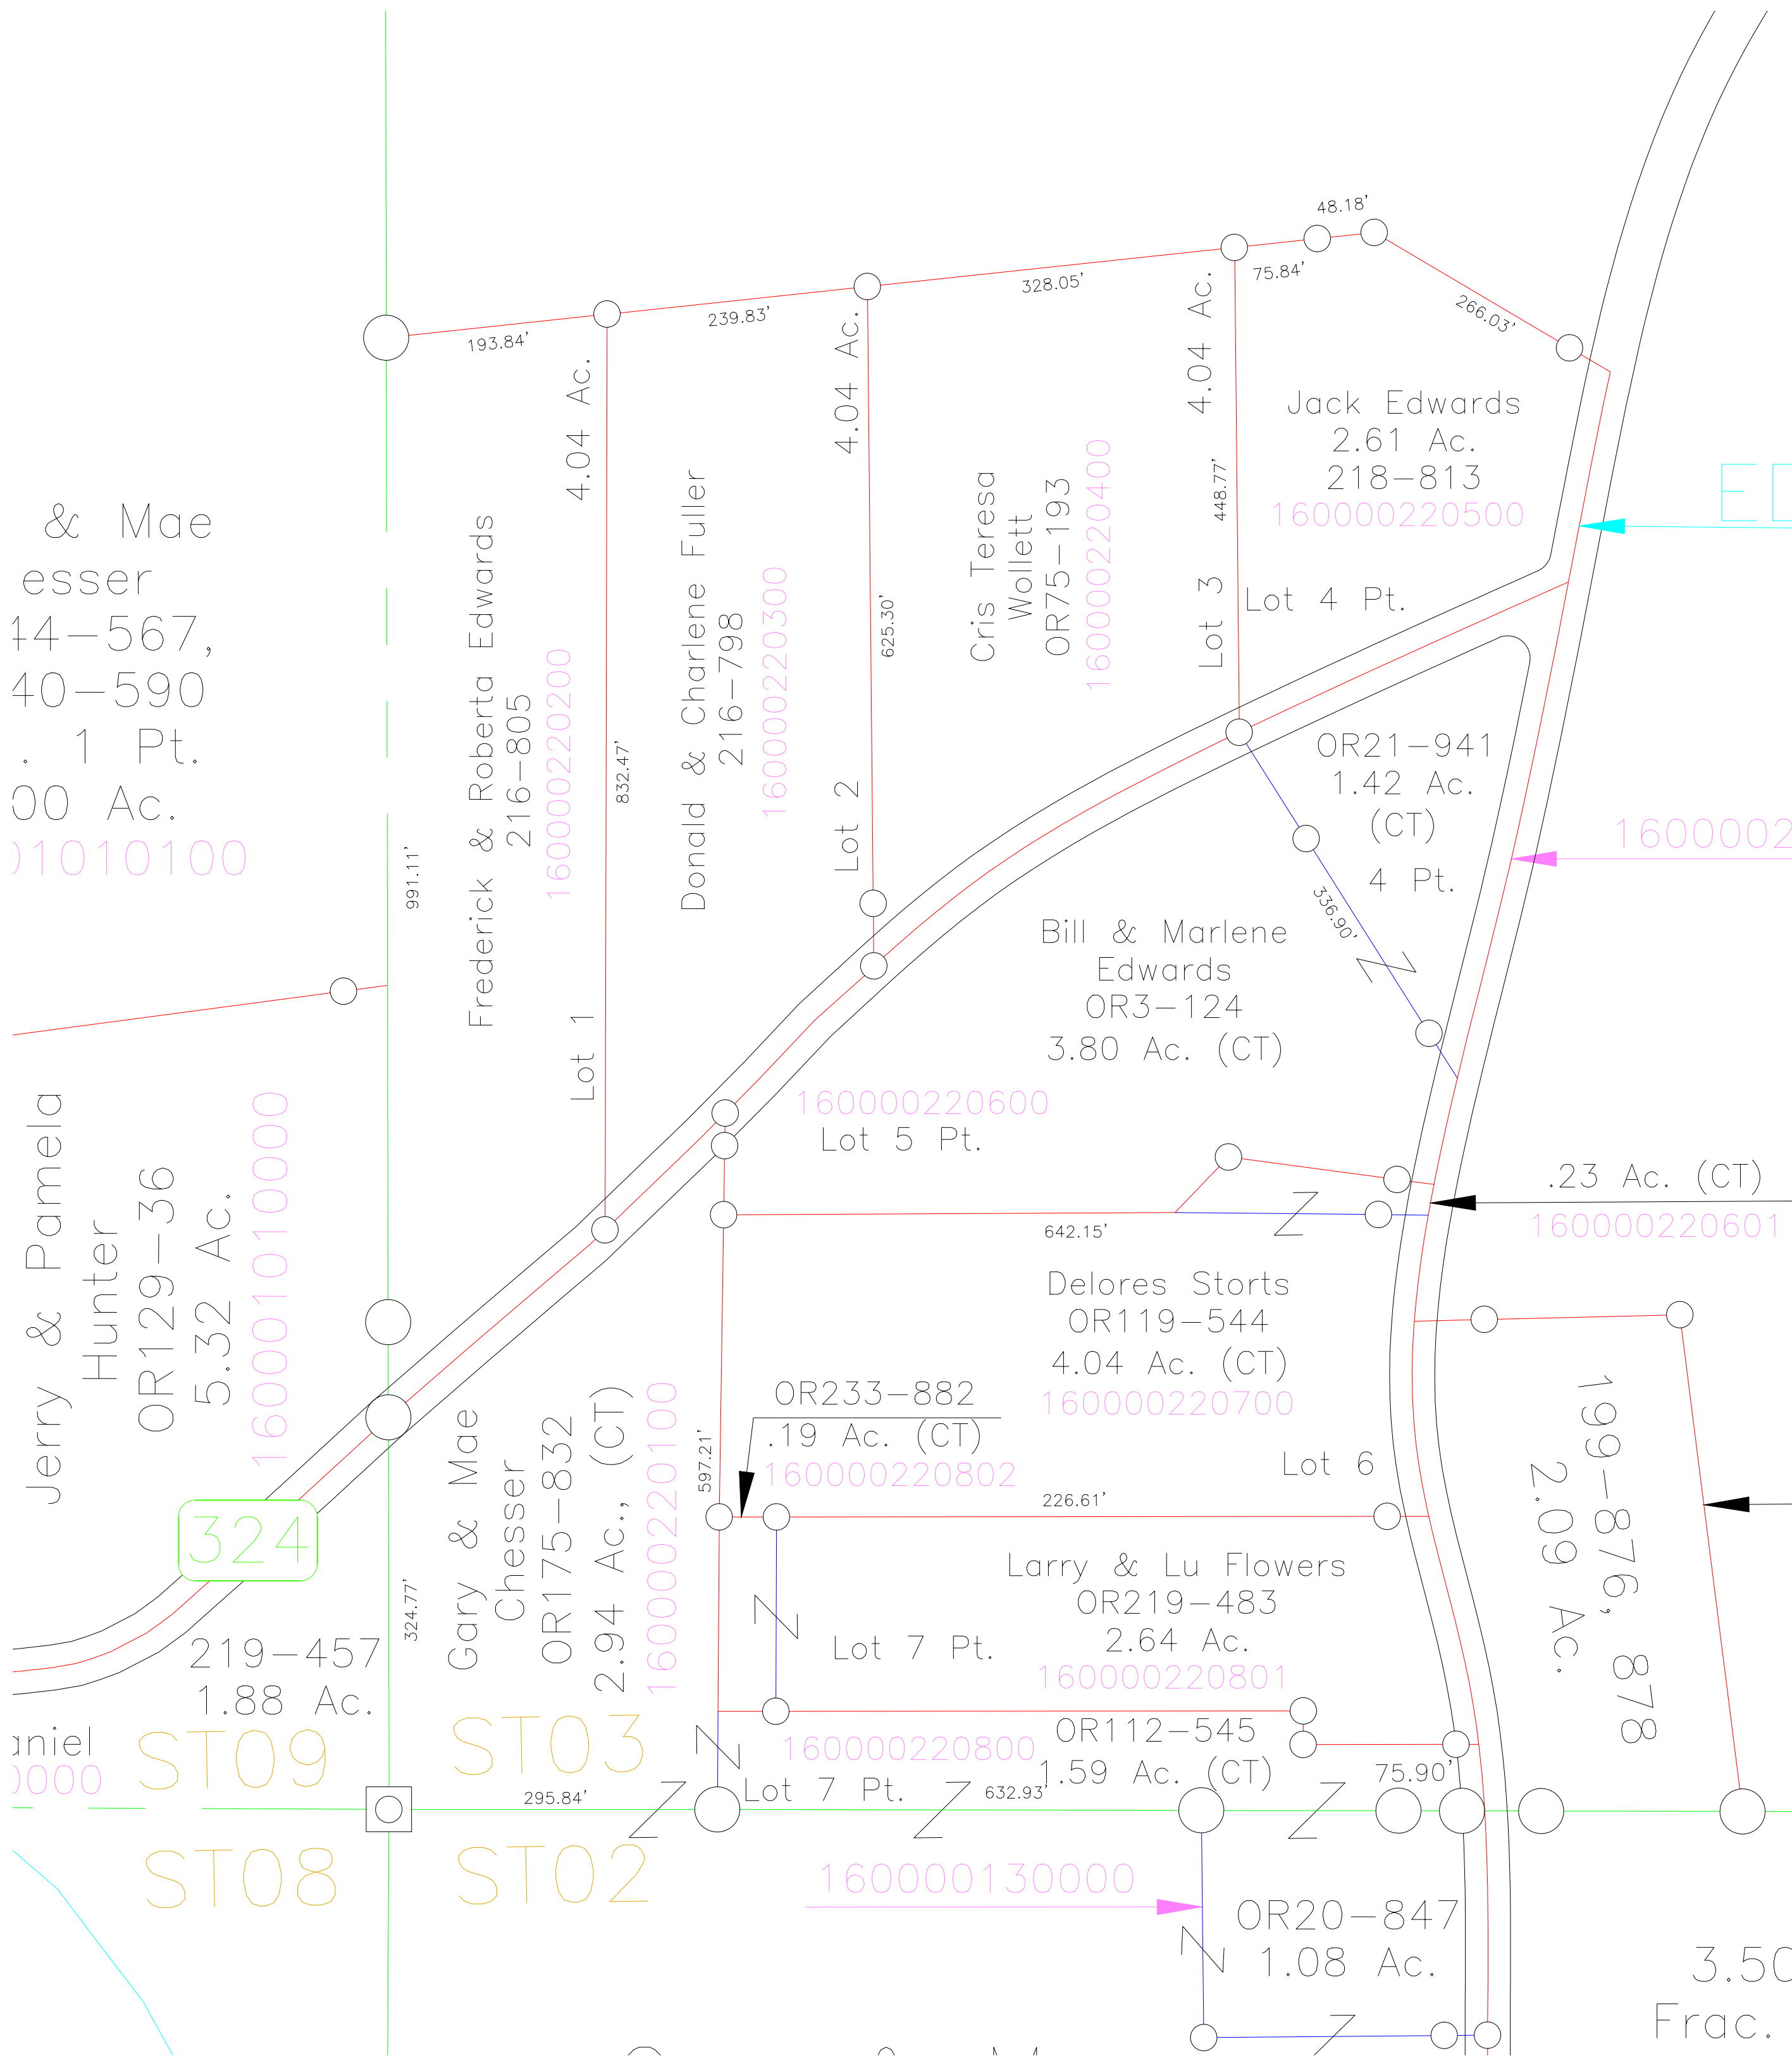 48.18'
75.84'
328.05'
239.83'
193.84'
266.03'
4.04 Ac.
4.04 Ac.
4.04 Ac.
Jack Edwards
2.61 Ac.
218-813
160000220500
448.77'
Lot 3
Lot 4 Pt.
& Mae
Cris Teresa
Wollett
OR75-193
160000220400
625.30'
Donald & Charlene Fuller
216-798
160000220300
Lot 2
Frederick & Roberta Edwards
216-805
160000220200
832.47'
Lot 1
1 Pt.
Ac.
991.11'
OR21-941
1.42 Ac.
(CT)
4 Pt.
336.90'
Bill & Marlene
Edwards
OR3-124
3.80 Ac. (CT)
160000220600
Lot 5 Pt.
Jerry & Pamela
Hunter
OR129-36
5.32 Ac.
160001010000
.23 Ac. (CT)
160000220601
642.15'
Delores Storts
OR119-544
4.04 Ac. (CT)
160000220700
OR233-882
.19 Ac. (CT)
160000220802
597.21'
Lot 6
226.61'
199-876, 878
2.09 Ac.
Gary & Mae
Chesser
OR175-832
2.94 Ac., (CT)
160000220100
324
324.77'
Larry & Lu Flowers
OR219-483
2.64 Ac.
160000220801
Lot 7 Pt.
219-457
1.88 Ac.
ST09
ST03
160000220800
OR112-545
1.59 Ac. (CT)
Lot 7 Pt.
75.90'
295.84'
632.93'
ST08
ST02
160000130000
OR20-847
1.08 Ac.
Frac.